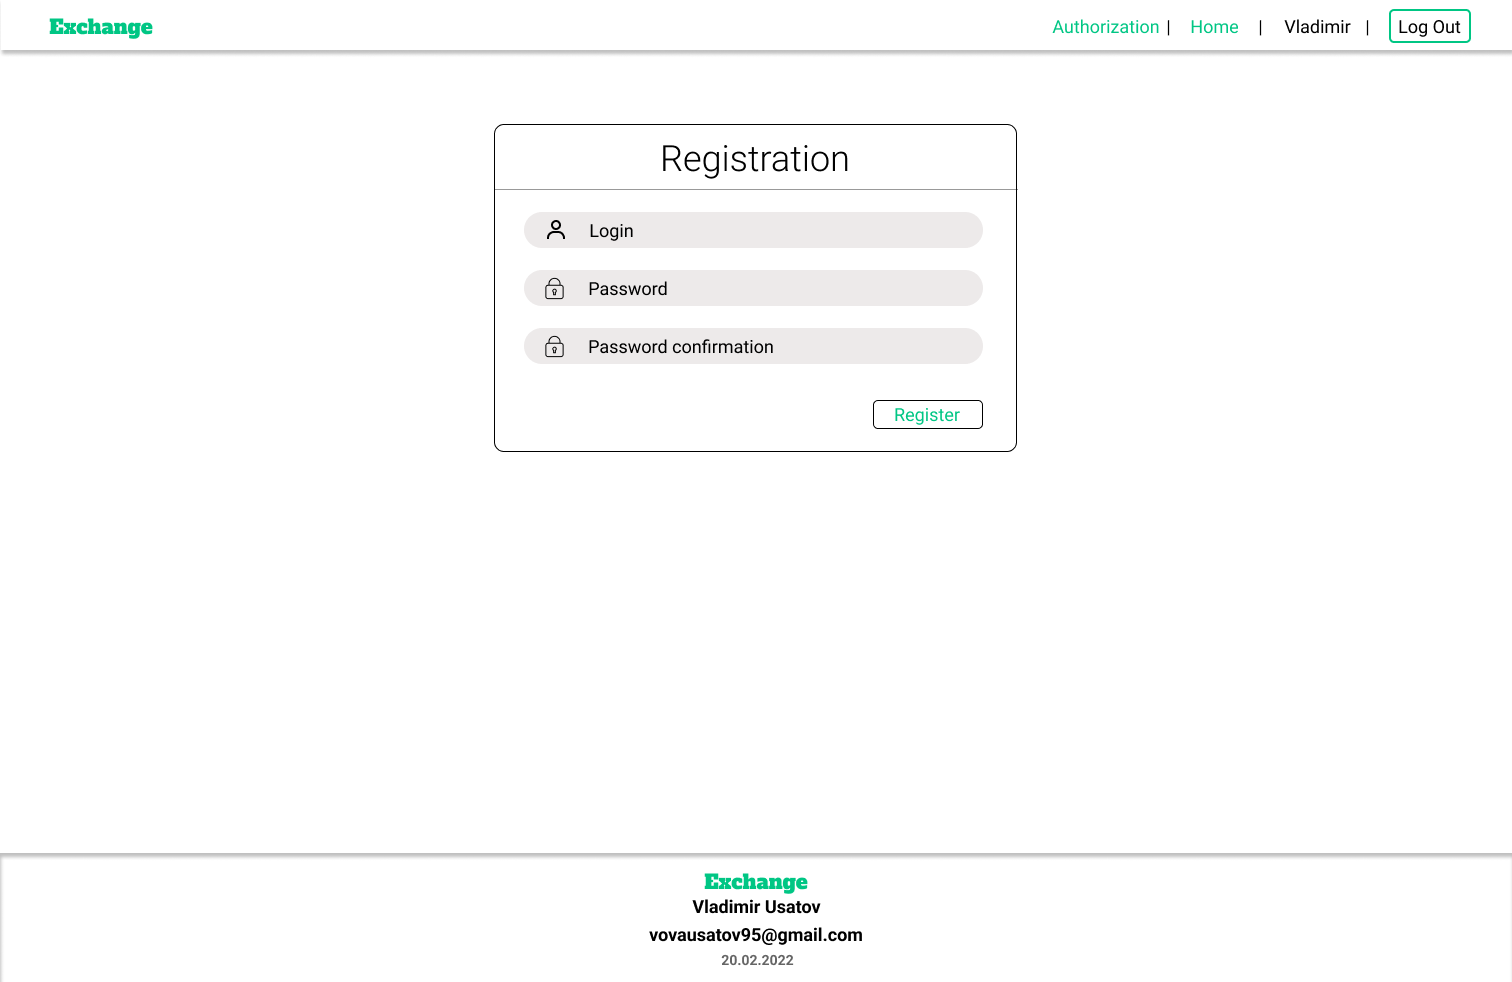 Exchange
Authorization | Home | Vladimir | Log Out
Registration
Login
Password
Password confirmation
Register
Exchange
Vladimir Usatov
vovausatov95@gmail.com
20.02.2022